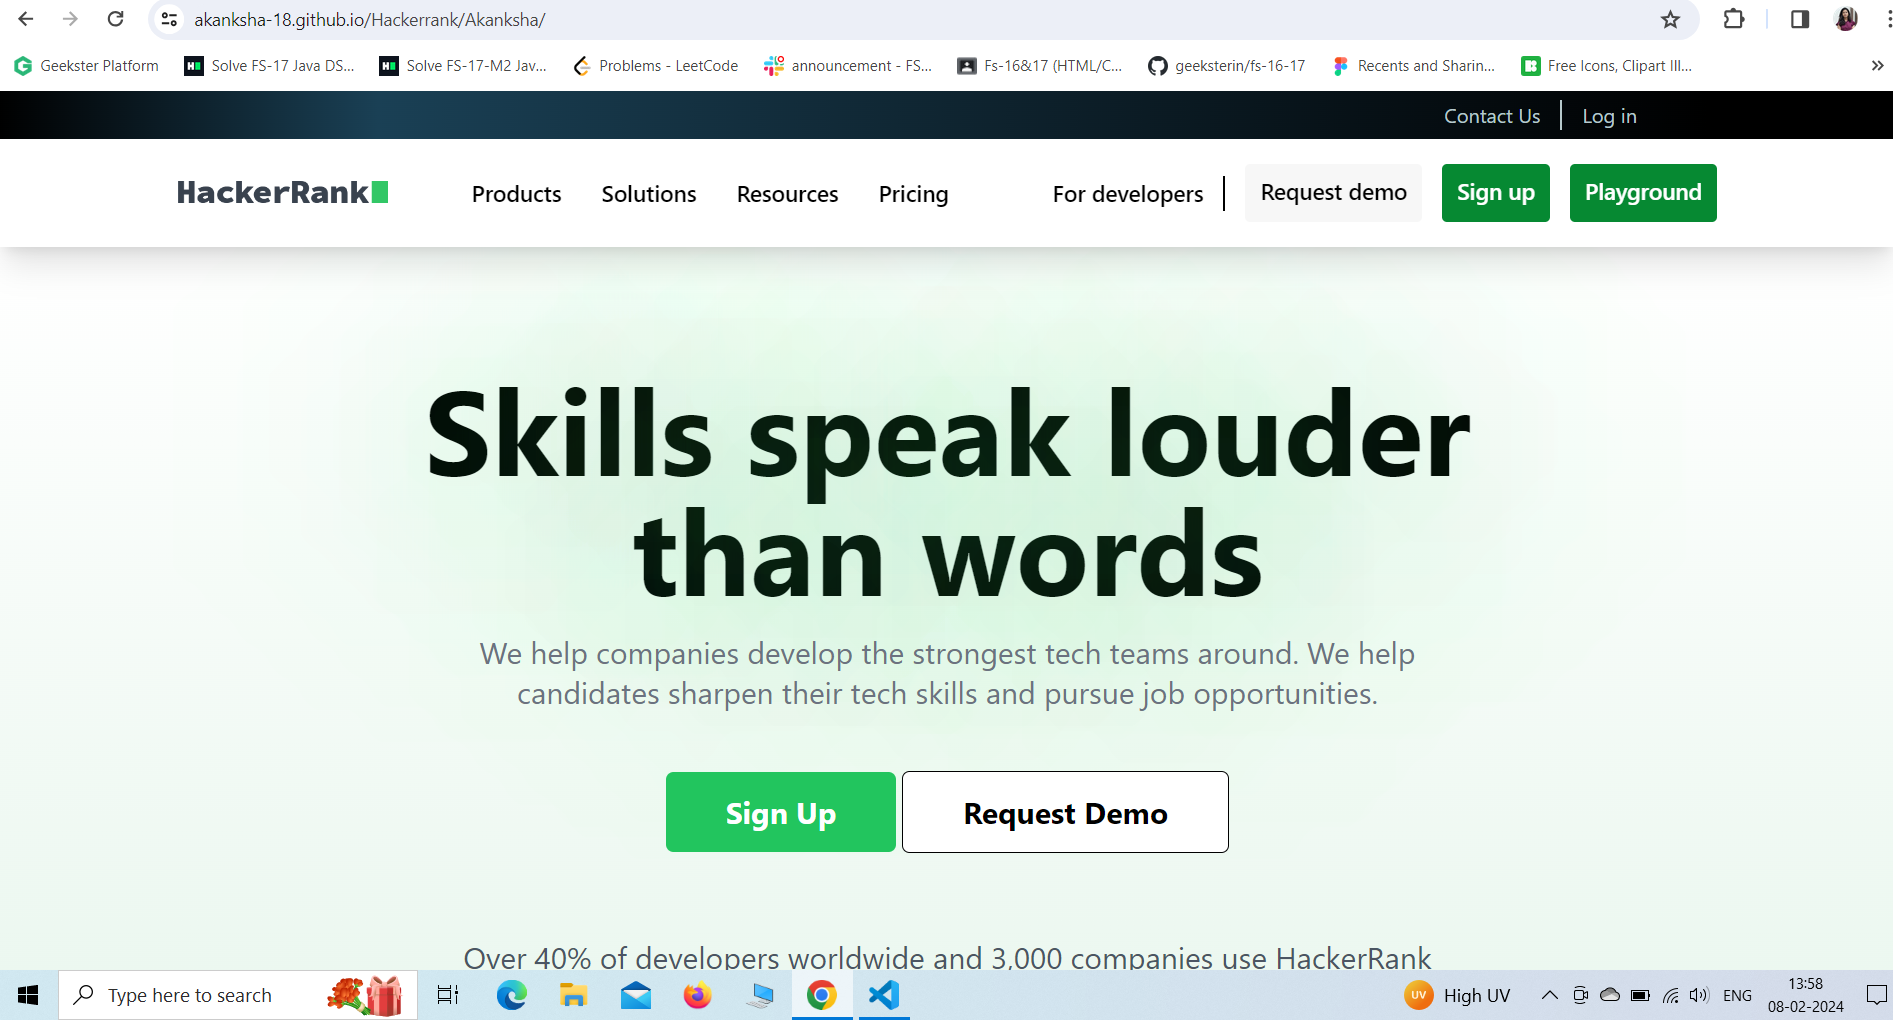 akanksha-18.github.io/Hackerrank/Akanksha/
Geekster Platform
Solve FS-17 Java DS...
Solve FS-17-M2 Jav...
Problems - LeetCode
announcement - FS...
Fs-16&17 (HTML/C...
geeksterin/fs-16-17
Recents and Sharin...
Free Icons, Clipart Ill...
Contact Us
Log in
HackerRank
Products
Solutions
Resources
Pricing
For developers
Request demo
Sign up
Playground
Skills speak louder
than words
We help companies develop the strongest tech teams around. We help
candidates sharpen their tech skills and pursue job opportunities.
Sign Up
Request Demo
Over 40% of developers worldwide and 3,000 companies use HackerRank
Type here to search
UV
High UV
ENG
13:58
08-02-2024